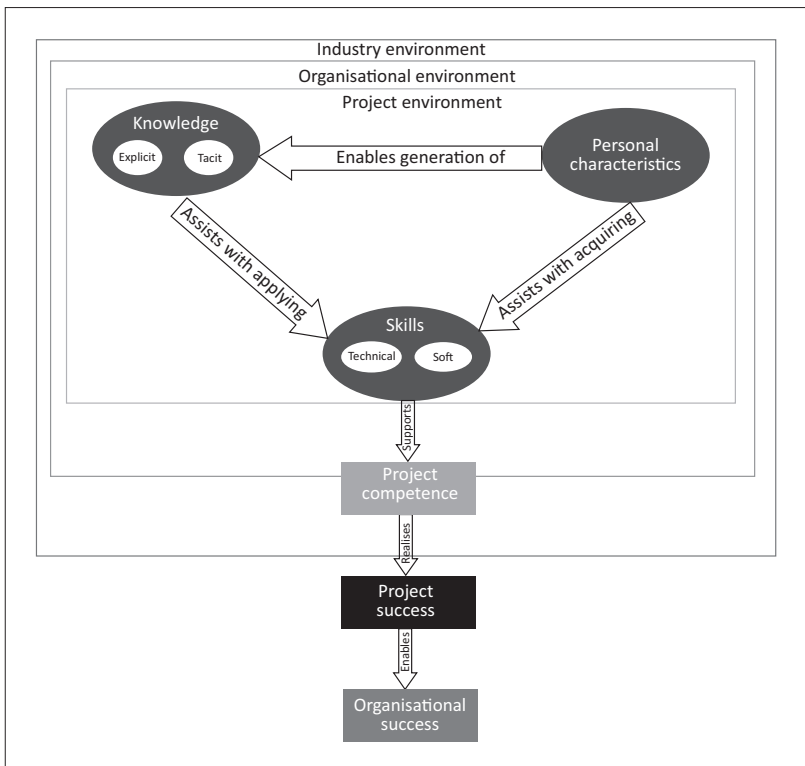 Industry environment
Organisational environment
Project environment
Knowledge
Explicit
Tacit
Enables generation of
Personal
characteristics
Assists with applying
Assists with acquiring
Skills
Technical
Soft
Supports
Project
competence
Realises
Project
success
Enables
Organisational
success